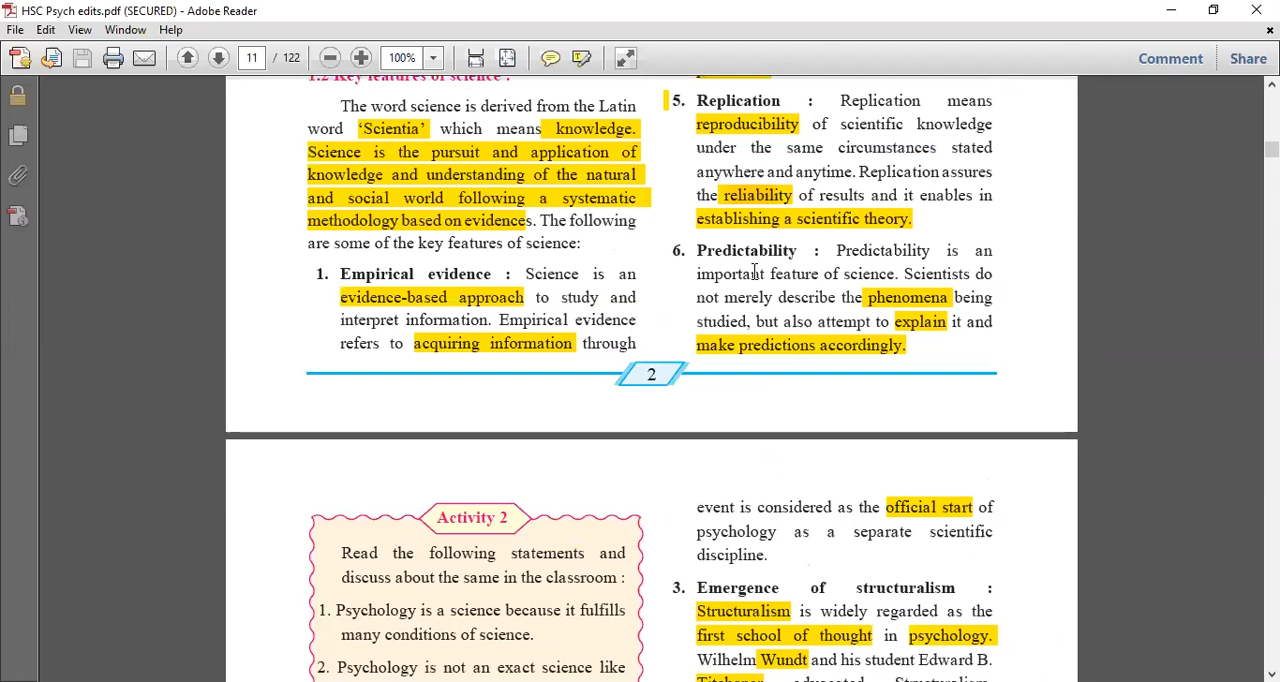 HSC Psych edits.pdf (SECURED) - Adobe Reader
File Edit View Window Help
11 / 122 100% Comment Share
1.2 Key features of science :
The word science is derived from the Latin
word ‘Scientia’ which means knowledge.
Science is the pursuit and application of
knowledge and understanding of the natural
and social world following a systematic
methodology based on evidences. The following
are some of the key features of science:
1. Empirical evidence : Science is an
evidence-based approach to study and
interpret information. Empirical evidence
refers to acquiring information through
5. Replication : Replication means
reproducibility of scientific knowledge
under the same circumstances stated
anywhere and anytime. Replication assures
the reliability of results and it enables in
establishing a scientific theory.
6. Predictability : Predictability is an
important feature of science. Scientists do
not merely describe the phenomena being
studied, but also attempt to explain it and
make predictions accordingly.
2
Activity 2
Read the following statements and
discuss about the same in the classroom :
1. Psychology is a science because it fulfills
many conditions of science.
2. Psychology is not an exact science like
event is considered as the official start of
psychology as a separate scientific
discipline.
3. Emergence of structuralism :
Structuralism is widely regarded as the
first school of thought in psychology.
Wilhelm Wundt and his student Edward B.
Titchener advocated Structuralism.